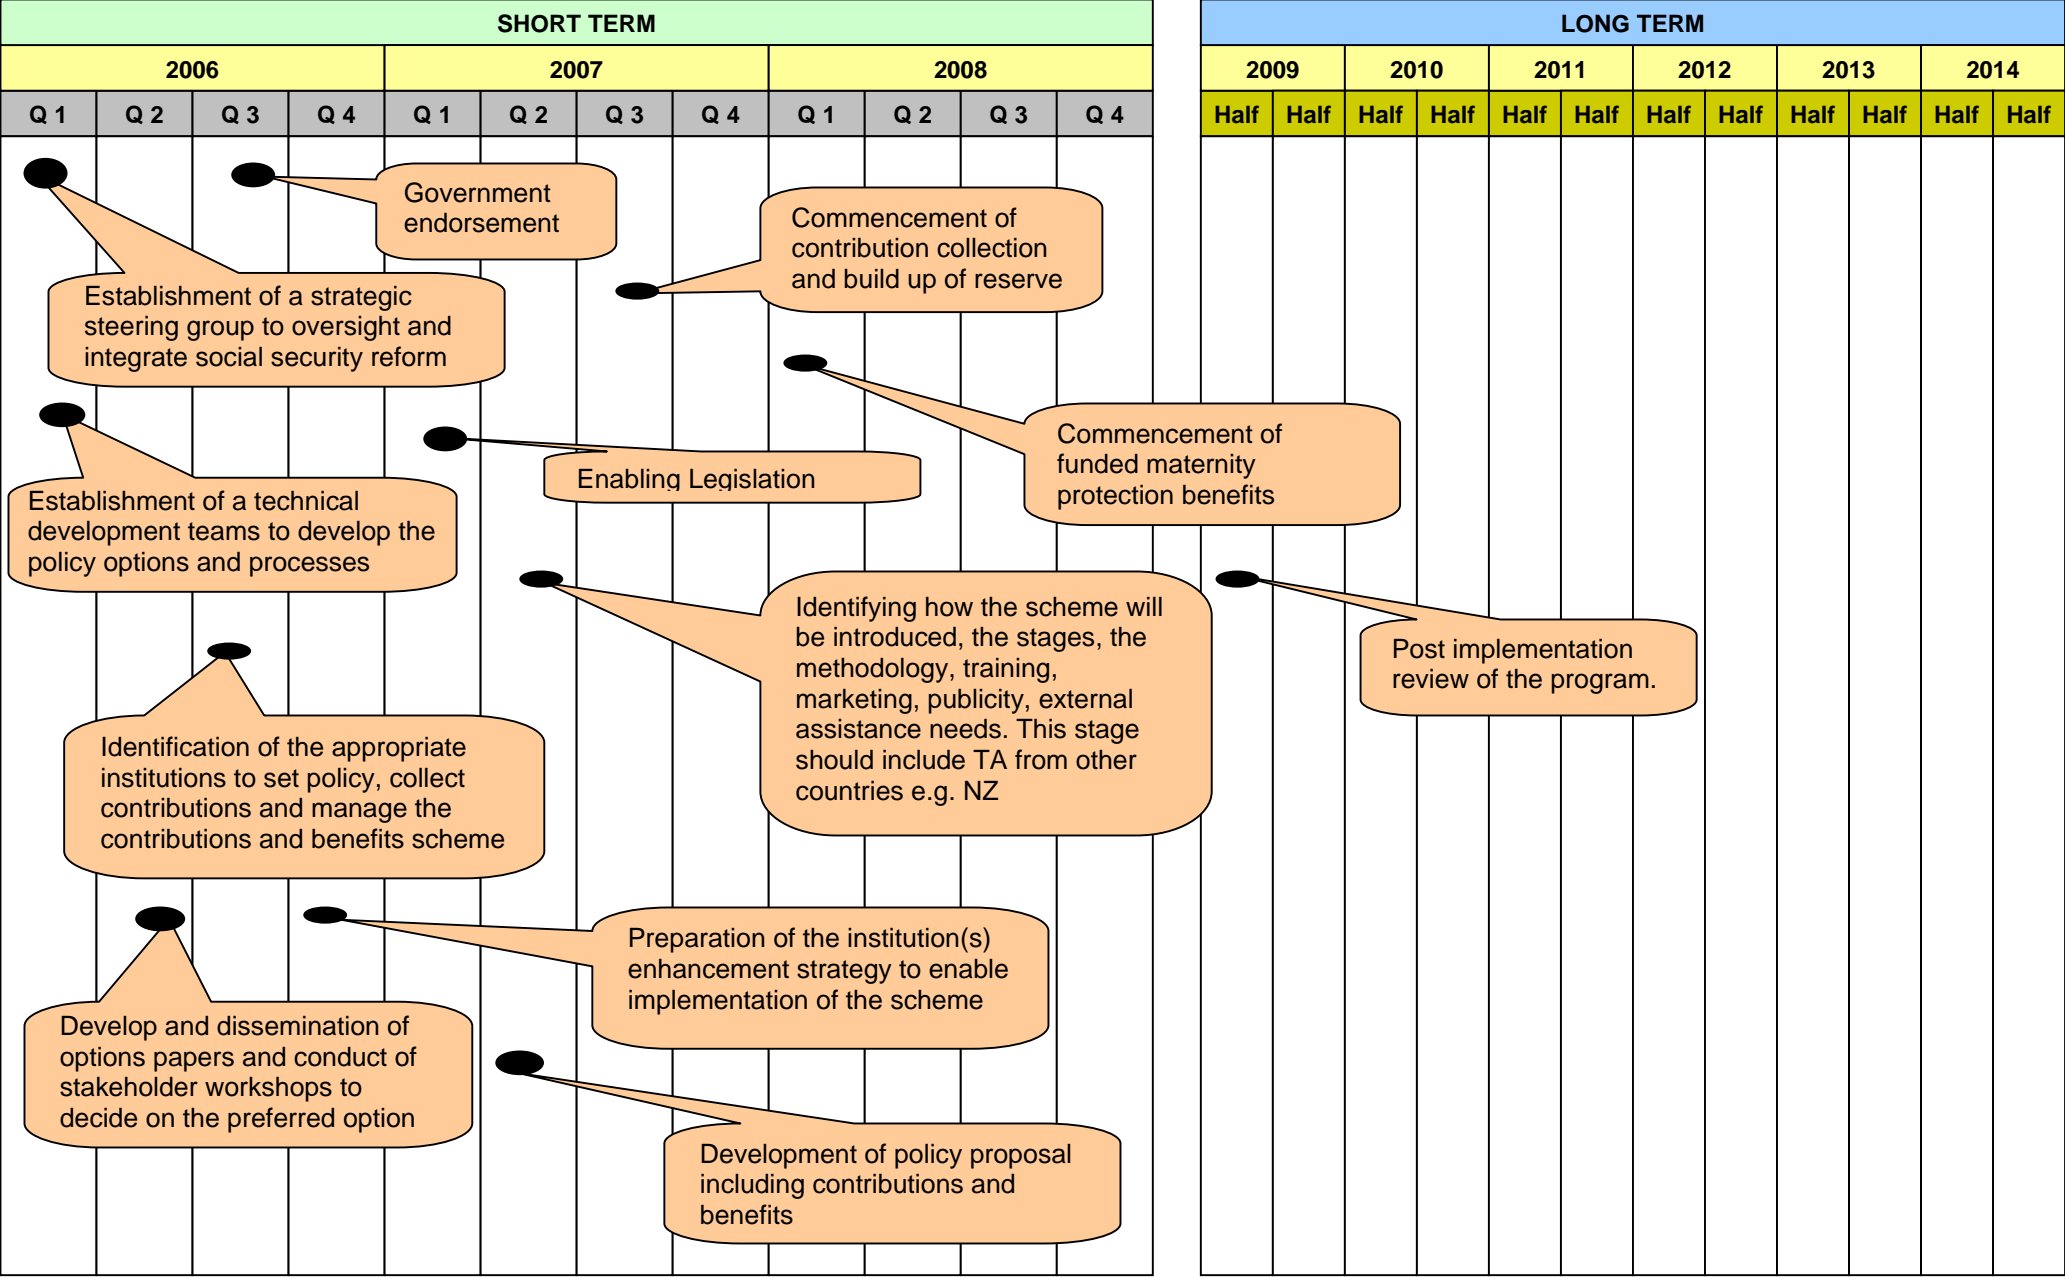 SHORT TERM
LONG TERM
2006 2007 2008
2009 2010 2011 2012 2013 2014
Q 1 Q 2 Q 3 Q 4 Q 1 Q 2 Q 3 Q 4 Q 1 Q 2 Q 3 Q 4
Half Half Half Half Half Half Half Half Half Half Half Half
Government
endorsement
Commencement of
contribution collection
and build up of reserve
Establishment of a strategic
steering group to oversight and
integrate social security reform
Commencement of
funded maternity
protection benefits
Enabling Legislation
Establishment of a technical
development teams to develop the
policy options and processes
Identifying how the scheme will
be introduced, the stages, the
methodology, training,
marketing, publicity, external
assistance needs. This stage
should include TA from other
countries e.g. NZ
Post implementation
review of the program.
Identification of the appropriate
institutions to set policy, collect
contributions and manage the
contributions and benefits scheme
Preparation of the institution(s)
enhancement strategy to enable
implementation of the scheme
Develop and dissemination of
options papers and conduct of
stakeholder workshops to
decide on the preferred option
Development of policy proposal
including contributions and
benefits